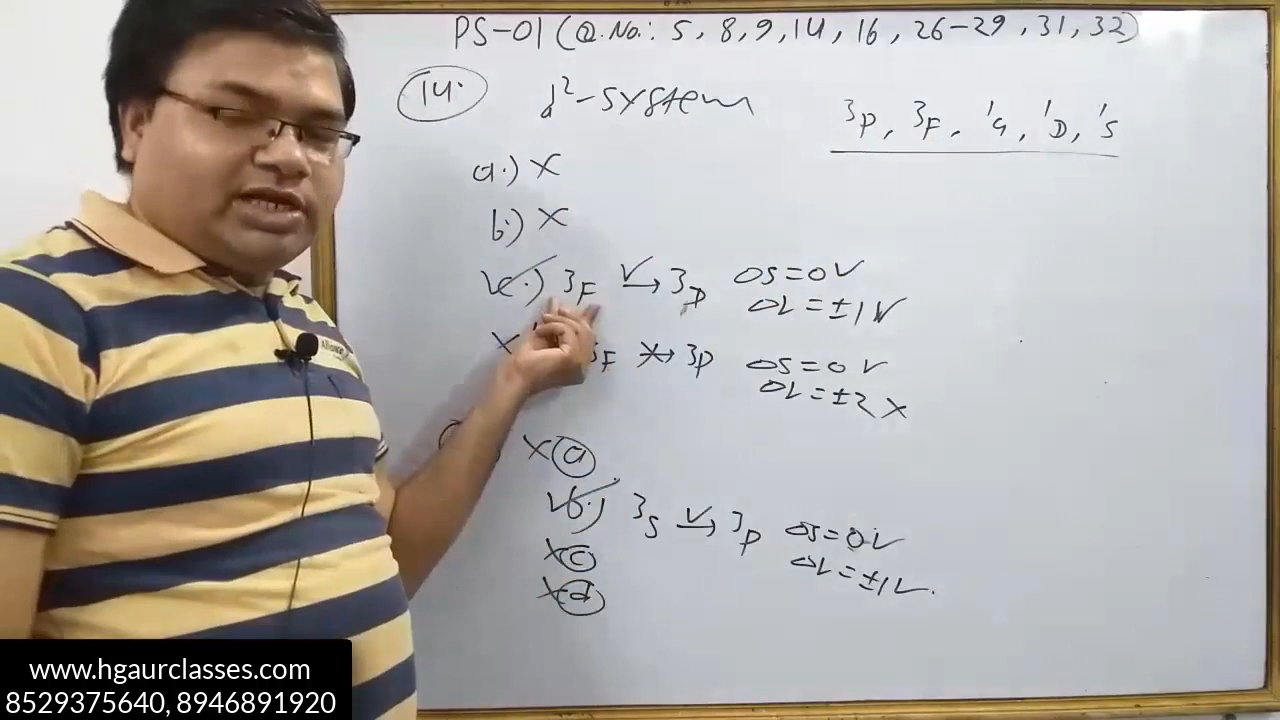 PS-01 (Q.No.: 5, 8, 9, 14, 16, 26-29, 31, 32)
14. d²-system
³P, ³F, ¹G, ¹D, ¹S
a.) X
b.) X
✓c.) ³F ✓→ ³D ΔS=0 ✓
ΔL=±1 ✓
X ³F X→ ³P ΔS=0 ✓
ΔL=±2 X
X a
✓b.) ³S ✓→ ³P ΔS=0 ✓
ΔL=±1 ✓.
X c
X d
www.hgaurclasses.com
8529375640, 8946891920